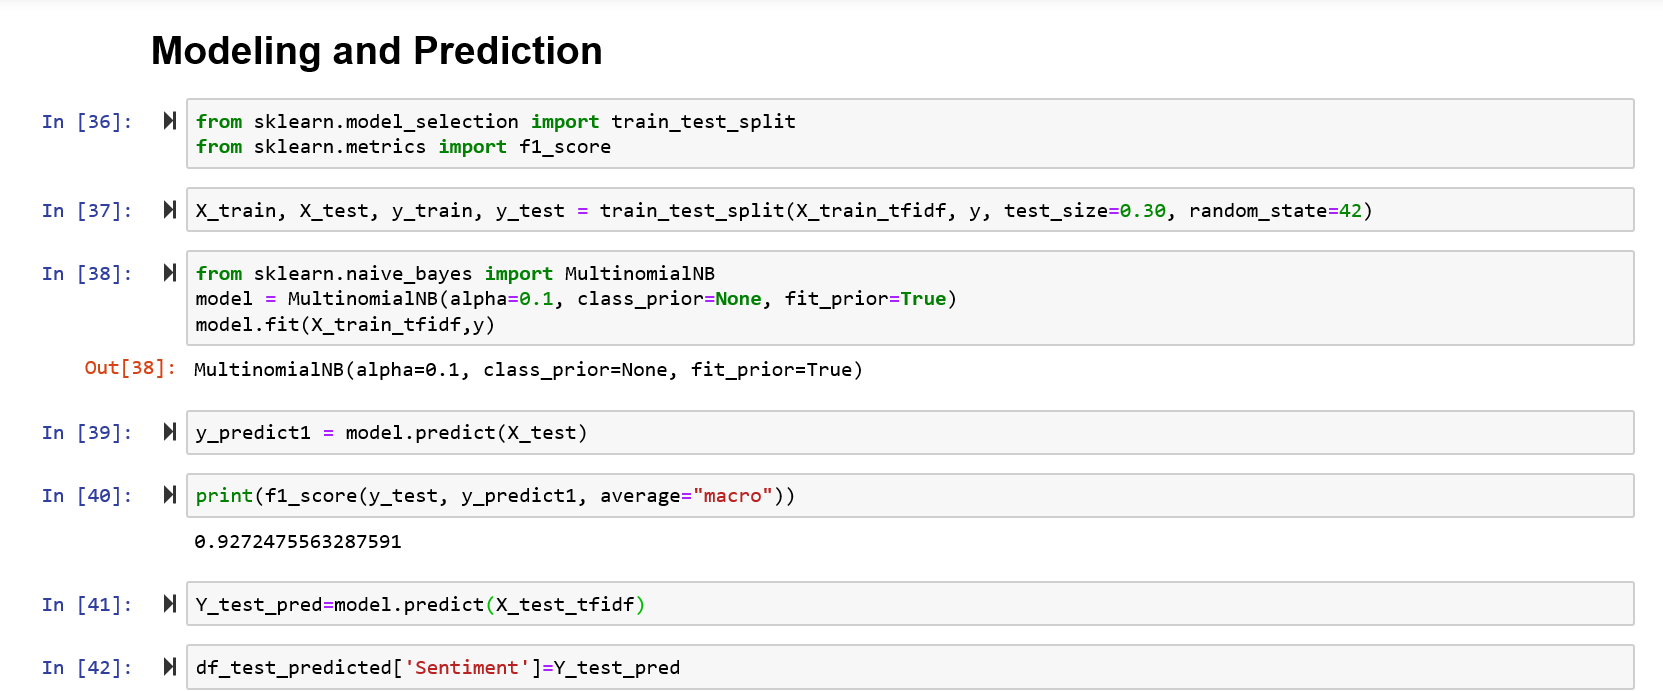 Modeling and Prediction
In [36]:
from sklearn.model_selection import train_test_split
from sklearn.metrics import f1_score
In [37]:
X_train, X_test, y_train, y_test = train_test_split(X_train_tfidf, y, test_size=0.30, random_state=42)
In [38]:
from sklearn.naive_bayes import MultinomialNB
model = MultinomialNB(alpha=0.1, class_prior=None, fit_prior=True)
model.fit(X_train_tfidf,y)
Out[38]:
MultinomialNB(alpha=0.1, class_prior=None, fit_prior=True)
In [39]:
y_predict1 = model.predict(X_test)
In [40]:
print(f1_score(y_test, y_predict1, average="macro"))
0.9272475563287591
In [41]:
Y_test_pred=model.predict(X_test_tfidf)
In [42]:
df_test_predicted['Sentiment']=Y_test_pred